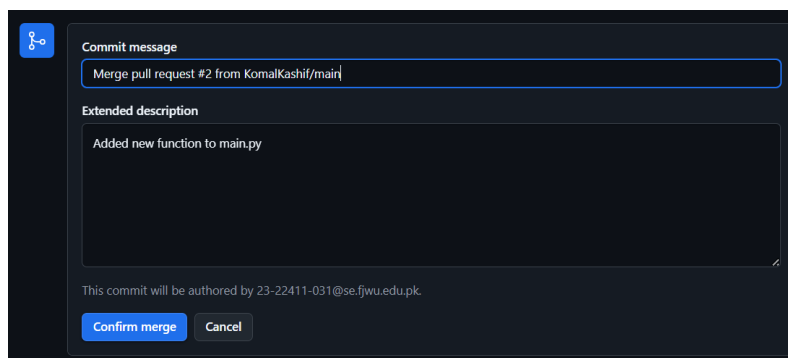 Commit message
Merge pull request #2 from KomalKashif/main
Extended description
Added new function to main.py
This commit will be authored by 23-22411-031@se.fjwu.edu.pk.
Confirm merge
Cancel